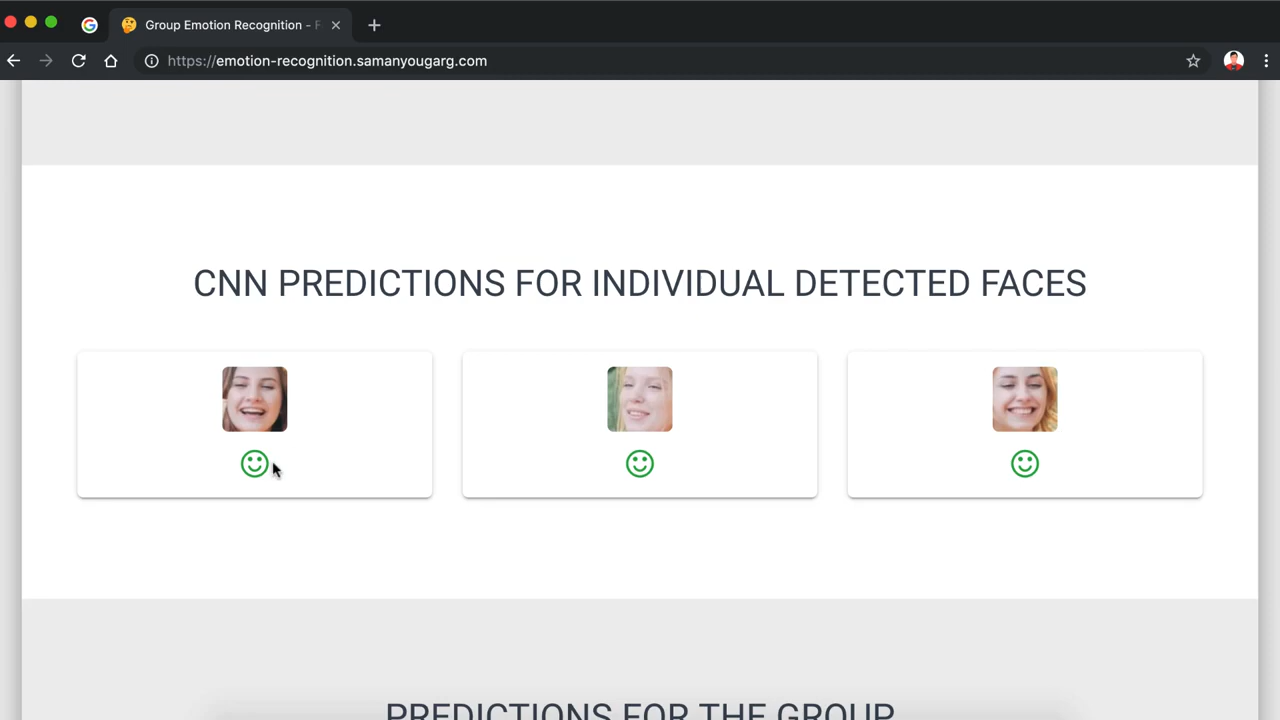 Group Emotion Recognition -
https://emotion-recognition.samanyougarg.com
CNN PREDICTIONS FOR INDIVIDUAL DETECTED FACES
PREDICTIONS FOR THE GROUP